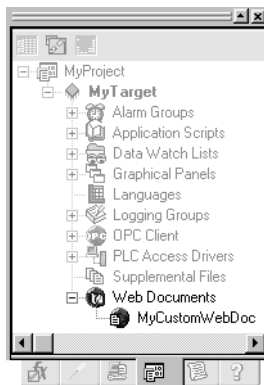 MyProject
MyTarget
Alarm Groups
Application Scripts
Data Watch Lists
Graphical Panels
Languages
Logging Groups
OPC Client
PLC Access Drivers
Supplemental Files
Web Documents
MyCustomWebDoc